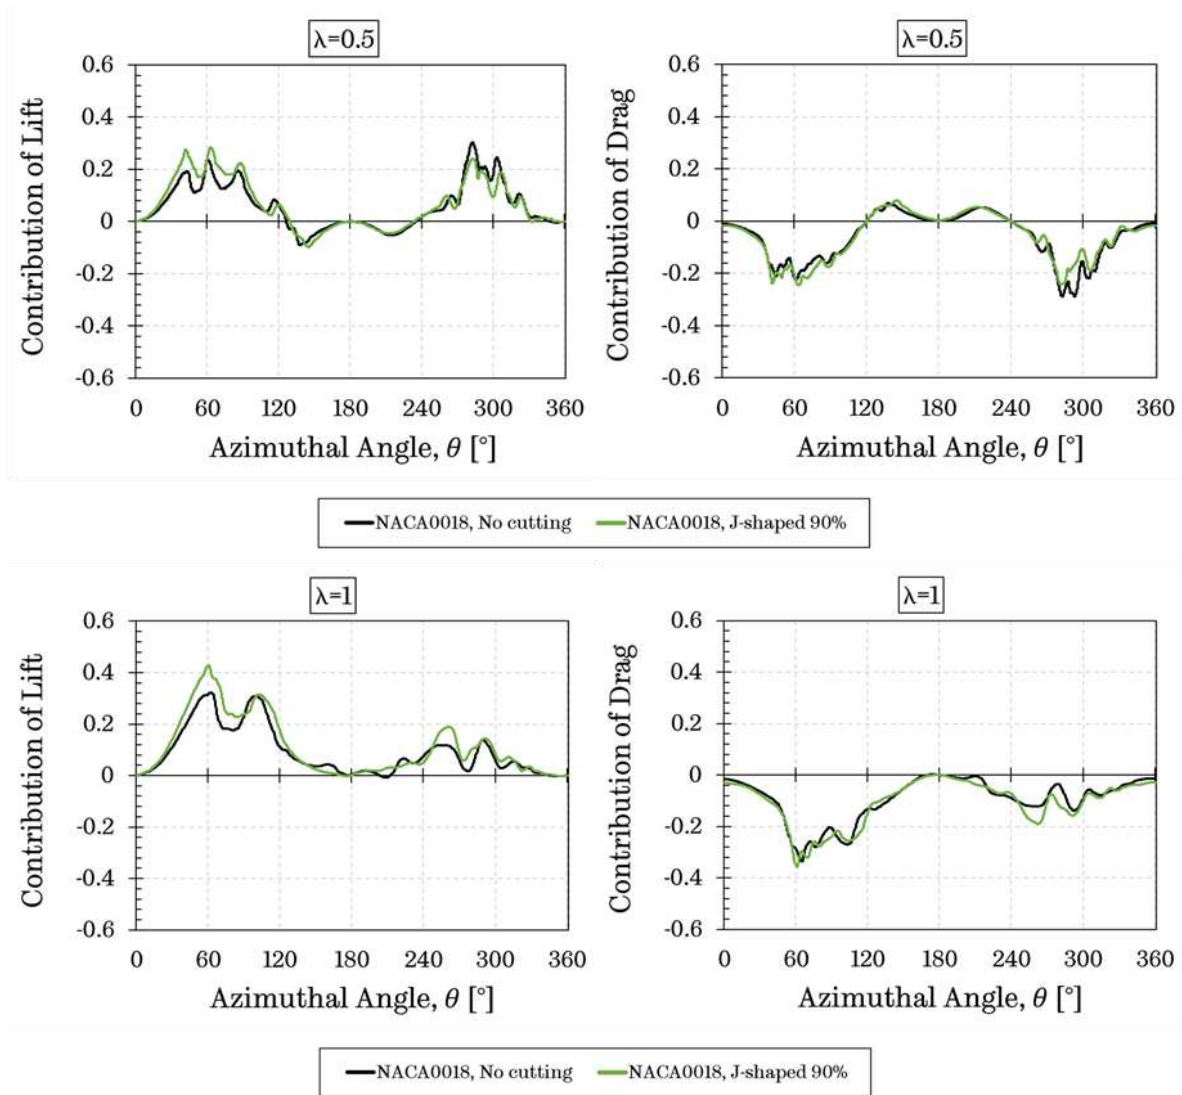 λ=0.5
Contribution of Lift
0.6
0.4
0.2
0
-0.2
-0.4
-0.6
0 60 120 180 240 300 360
Azimuthal Angle, θ [°]
λ=0.5
Contribution of Drag
0.6
0.4
0.2
0
-0.2
-0.4
-0.6
0 60 120 180 240 300 360
Azimuthal Angle, θ [°]
NACA0018, No cutting NACA0018, J-shaped 90%
λ=1
Contribution of Lift
0.6
0.4
0.2
0
-0.2
-0.4
-0.6
0 60 120 180 240 300 360
Azimuthal Angle, θ [°]
λ=1
Contribution of Drag
0.6
0.4
0.2
0
-0.2
-0.4
-0.6
0 60 120 180 240 300 360
Azimuthal Angle, θ [°]
NACA0018, No cutting NACA0018, J-shaped 90%